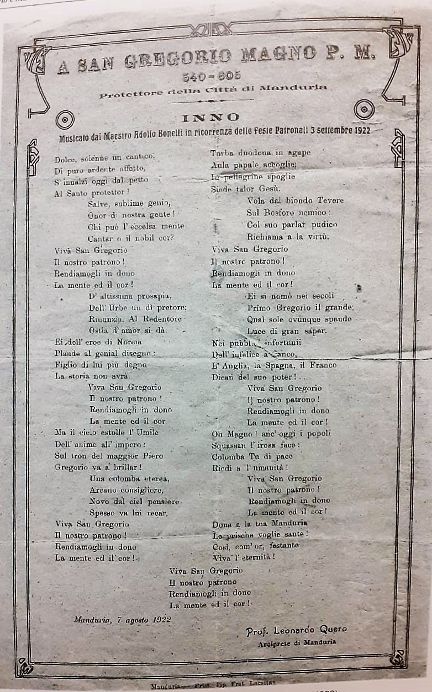 A SAN GREGORIO MAGNO P. M.
540-605
Protettore della Città di Manduria
INNO
Musicato dal Maestro Adolfo Bonelli in ricorrenza delle Feste Patronali 3 settembre 1922
Dolce, solenne un cantico,
Di puro ardente affetto,
S'innalzi oggi dal petto
Al Santo protettor!
Salve, sublime genio,
Onor di nostra gente!
Chi può l'eccelsa mente
Cantar o il nobil cor?
Viva San Gregorio
Il nostro patrono!
Rendiamogli in dono
La mente ed il cor!
D'altissima prosapia,
Dell'Urbe un dì pretore;
Rinunzia. Al Redentore
Ostia d'amor si dà.
Ei dell'eroe di Norcia
Plaude al genial disegno:
Figlio di lui più degno
La storia non avrà.
Viva San Gregorio
Il nostro patrono!
Rendiamogli in dono
La mente ed il cor
Ma il cielo estolle l'Umile
Dell'anime all'impero:
Sul tron del maggior Piero
Gregorio va a brillar!
Una colomba eterea,
Arcano consigliere,
Novo dal ciel pensiere
Spesso va lui recar.
Viva San Gregorio
Il nostro patrono!
Rendiamogli in dono
La mente ed il cor!
Turba duodena in agape
Aula papale accoglie;
In pellegrine spoglie
Siede talor Gesù.
Vola dal biondo Tevere
Sul Bosforo nemico:
Col suo parlar pudico
Richiama a la virtù.
Viva San Gregorio
Il nostro patrono!
Rendiamogli in dono
La mente ed il cor!
Ei si nomò nei secoli
Primo Gregorio il grande:
Qual sole ovunque spande
Luce di gran saper.
Nei pubblici infortunii
Dell'infelice
E' Anglia, la Spagna, il Franco
Dican del suo poter!...
Viva San Gregorio
Il nostro patrono!
Rendiamogli in dono
La mente ed il cor!
Oh Magno! anc'oggi i popoli
Squassan l'irosa face:
Colomba Tu di pace
Riedi a l'umanità!
Viva San Gregorio
Il nostro patrono!
Rendiamogli in dono
La mente ed il cor!
Dona a la tua Manduria
voglie sante:
Così, com'or, festante
Viva l'eternità!
Viva San Gregorio
Il nostro patrono
Rendiamogli in dono
La mente ed il cor!
Manduria, 7 agosto 1922
Prof. Leonardo Quero
Arciprete di Manduria
Manduria Tip.